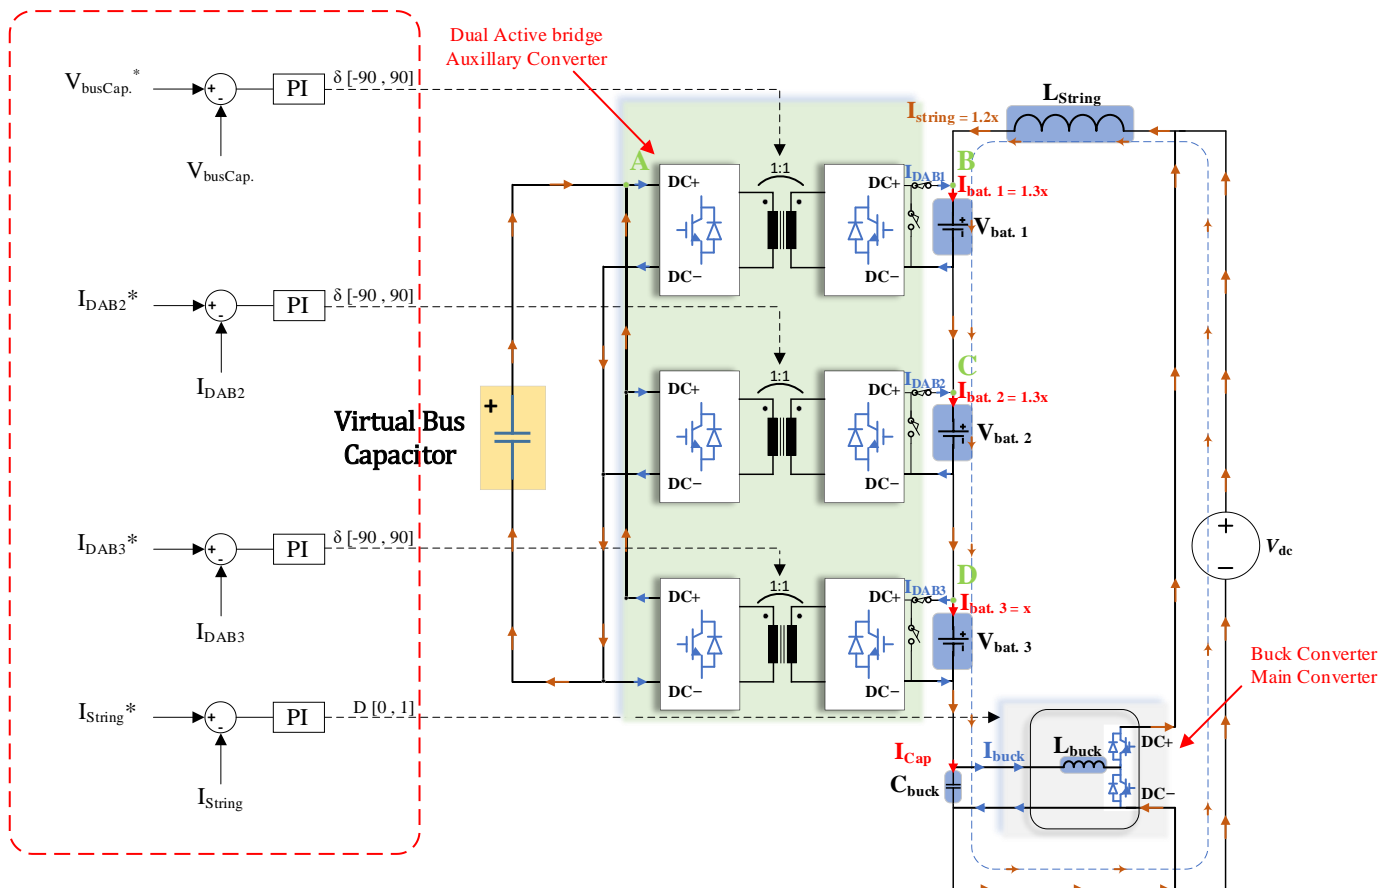 Dual Active bridge
Auxillary Converter
V_busCap.*
+
-
PI
δ [-90 , 90]
V_busCap.
I_DAB2*
+
-
PI
δ [-90 , 90]
I_DAB2
I_DAB3*
+
-
PI
δ [-90 , 90]
I_DAB3
I_String*
+
-
PI
D [0 , 1]
I_String
+
Virtual Bus
Capacitor
A
DC+
DC−
1:1
DC+
DC−
I_DAB1
DC+
DC−
1:1
DC+
DC−
I_DAB2
DC+
DC−
1:1
DC+
DC−
I_DAB3
I_string = 1.2x
L_String
B
I_bat. 1 = 1.3x
+
V_bat. 1
C
I_bat. 2 = 1.3x
+
V_bat. 2
D
I_bat. 3 = x
+
V_bat. 3
+
−
V_dc
Buck Converter
Main Converter
I_Cap
I_buck
L_buck
DC+
C_buck
DC−